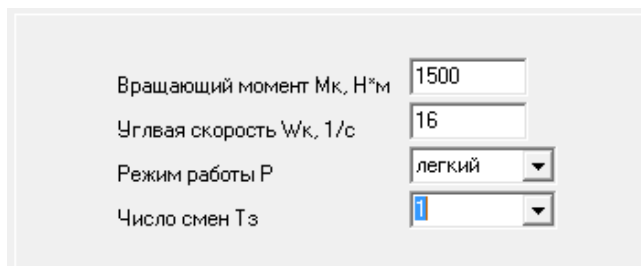 Вращающий момент Мк, Н*м 1500
Углвая скорость Wк, 1/с 16
Режим работы Р легкий
Число смен Тз 1